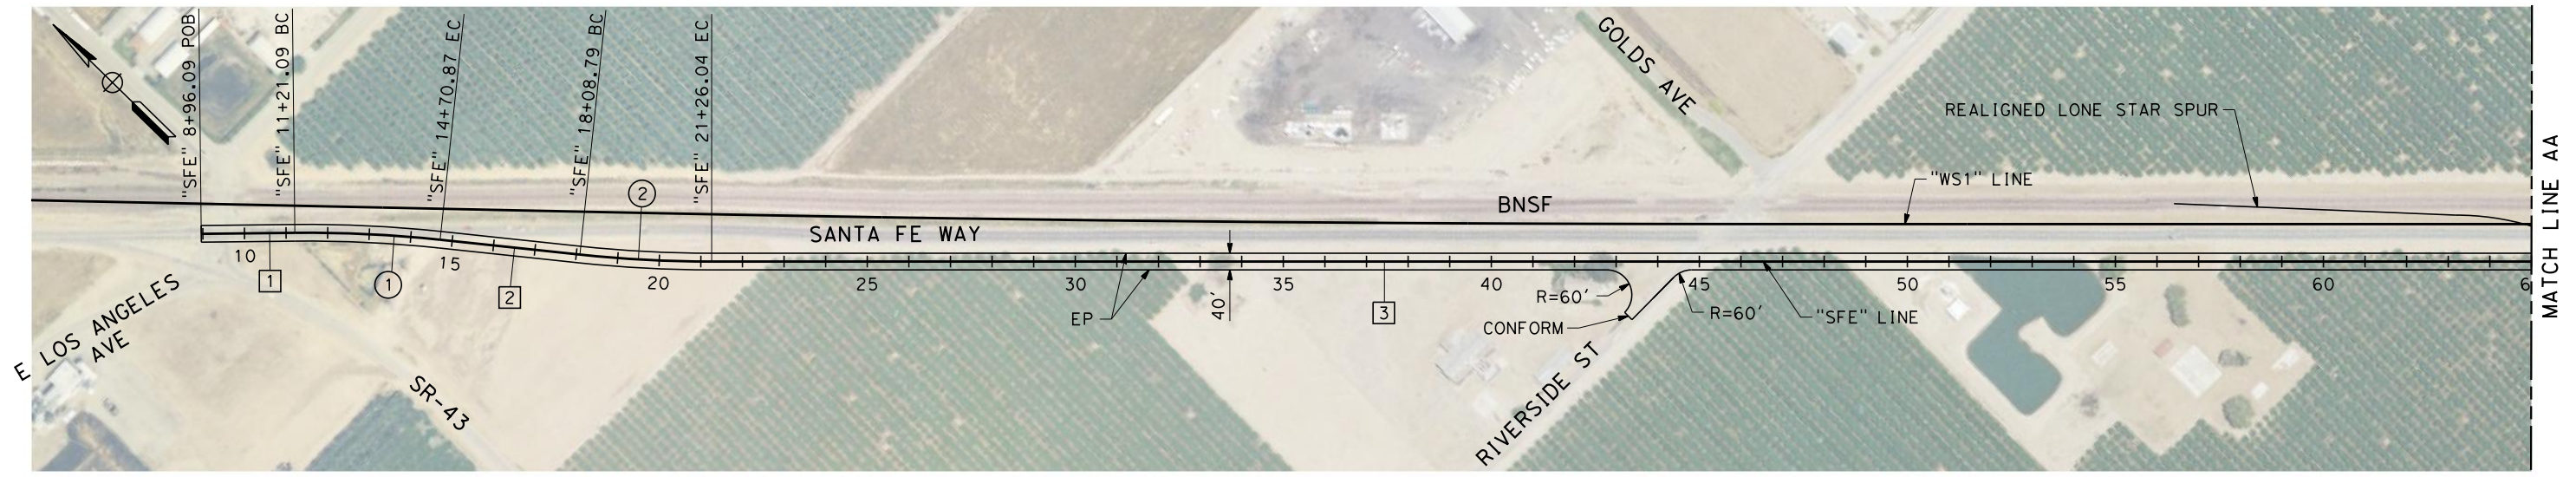 "SFE" 8+96.09 POB
"SFE" 11+21.09 BC
"SFE" 14+70.87 EC
"SFE" 18+08.79 BC
"SFE" 21+26.04 EC
GOLDS AVE
REALIGNED LONE STAR SPUR
"WS1" LINE
BNSF
2
SANTA FE WAY
10
15
20
25
30
35
40
45
50
55
60
6
1
1
2
3
EP
40'
R=60'
CONFORM
R=60'
"SFE" LINE
E LOS ANGELES
AVE
SR-43
RIVERSIDE ST
MATCH LINE AA